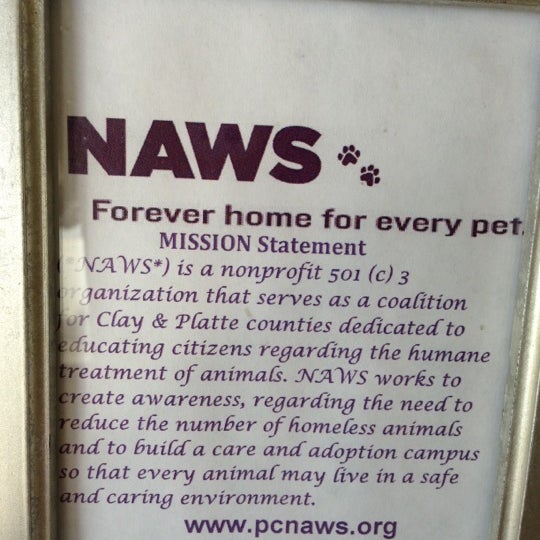 NAWS
Forever home for every pet.
MISSION Statement
(*NAWS*) is a nonprofit 501 (c) 3
organization that serves as a coalition
for Clay & Platte counties dedicated to
educating citizens regarding the humane
treatment of animals. NAWS works to
create awareness, regarding the need to
reduce the number of homeless animals
and to build a care and adoption campus
so that every animal may live in a safe
and caring environment.
www.pcnaws.org